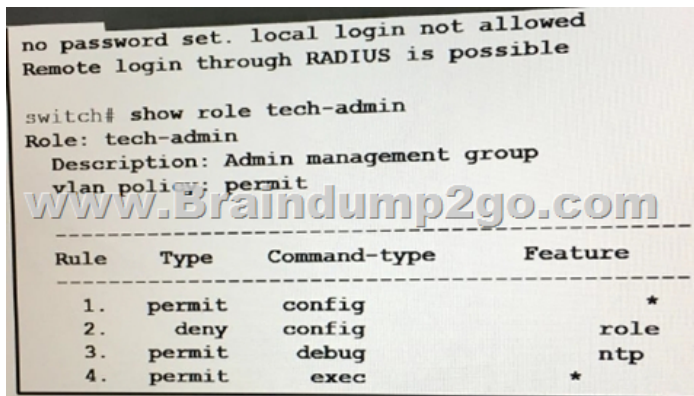 no password set. local login not allowed
Remote login through RADIUS is possible
switch# show role tech-admin
Role: tech-admin
Description: Admin management group
vlan policy: permit
www.Braindump2go.com
Rule Type Command-type Feature
1. permit config *
2. deny config role
3. permit debug ntp
4. permit exec *